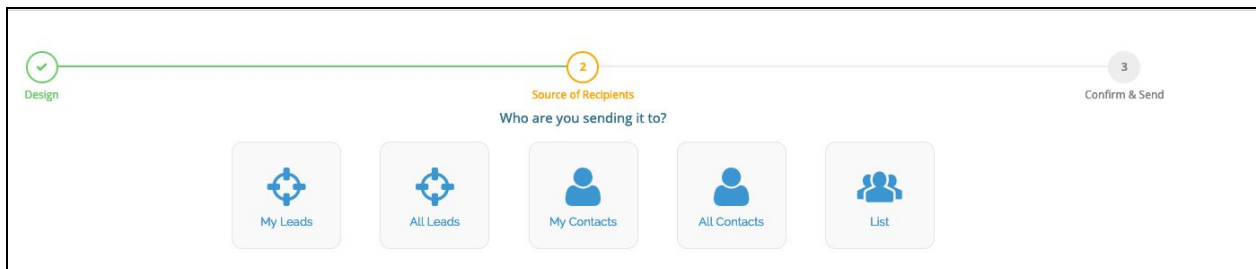 2
3
Design
Source of Recipients
Confirm & Send
Who are you sending it to?
My Leads
All Leads
My Contacts
All Contacts
List